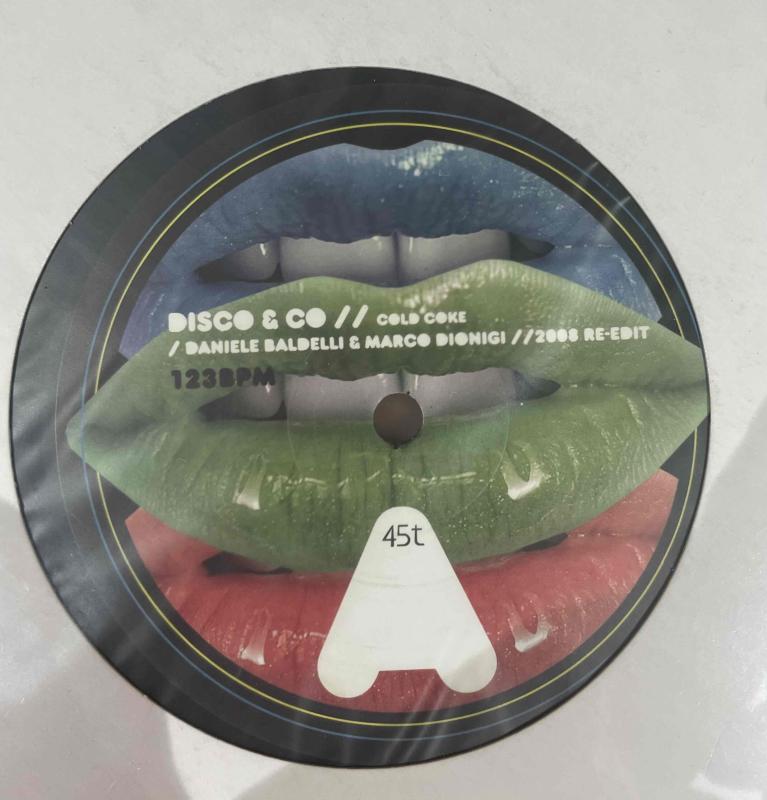 DISCO & CO // COLD COKE
/ DANIELE BALDELLI & MARCO DIONIGI //2008 RE-EDIT
123BPM
45t
A